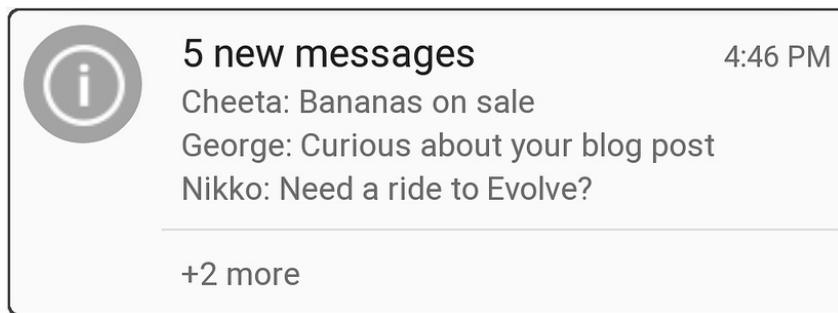 5 new messages 4:46 PM
Cheeta: Bananas on sale
George: Curious about your blog post
Nikko: Need a ride to Evolve?
+2 more